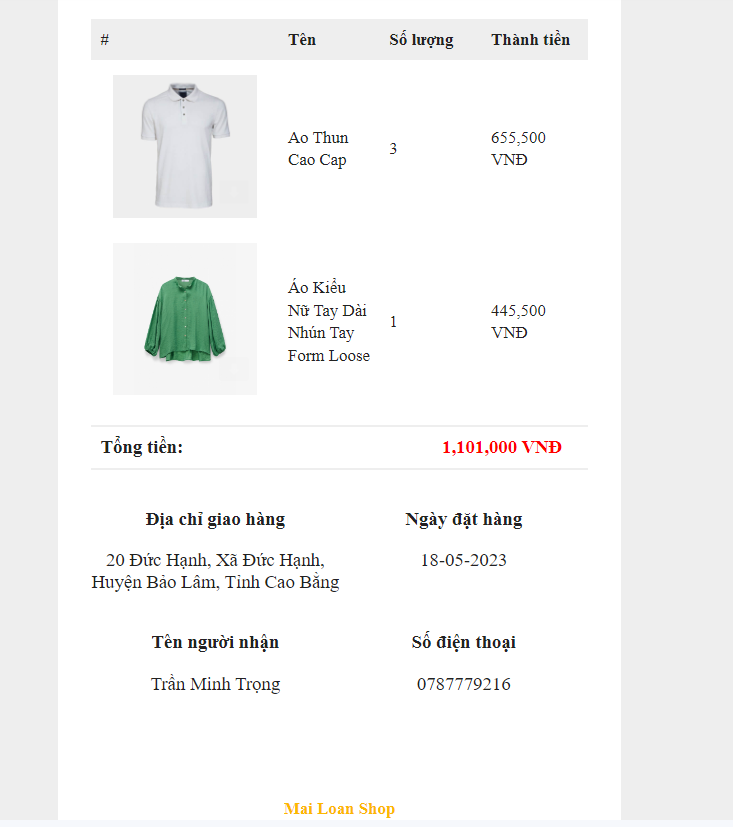 # Tên Số lượng Thành tiền
Ao Thun
Cao Cap
3
655,500
VNĐ
Áo Kiểu
Nữ Tay Dài
Nhún Tay
Form Loose
1
445,500
VNĐ
Tổng tiền: 1,101,000 VNĐ
Địa chỉ giao hàng
20 Đức Hạnh, Xã Đức Hạnh,
Huyện Bảo Lâm, Tỉnh Cao Bằng
Ngày đặt hàng
18-05-2023
Tên người nhận
Trần Minh Trọng
Số điện thoại
0787779216
Mai Loan Shop